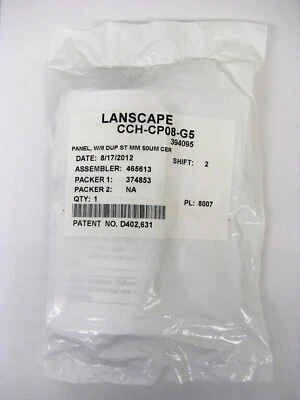 LANSCAPE
CCH-CP08-G5
394095
PANEL, W/8 DUP ST MM 50UM CER
DATE: 8/17/2012 SHIFT: 2
ASSEMBLER: 465613
PACKER 1: 374853
PACKER 2: NA
QTY: 1 PL: 8007
PATENT NO. D402,631